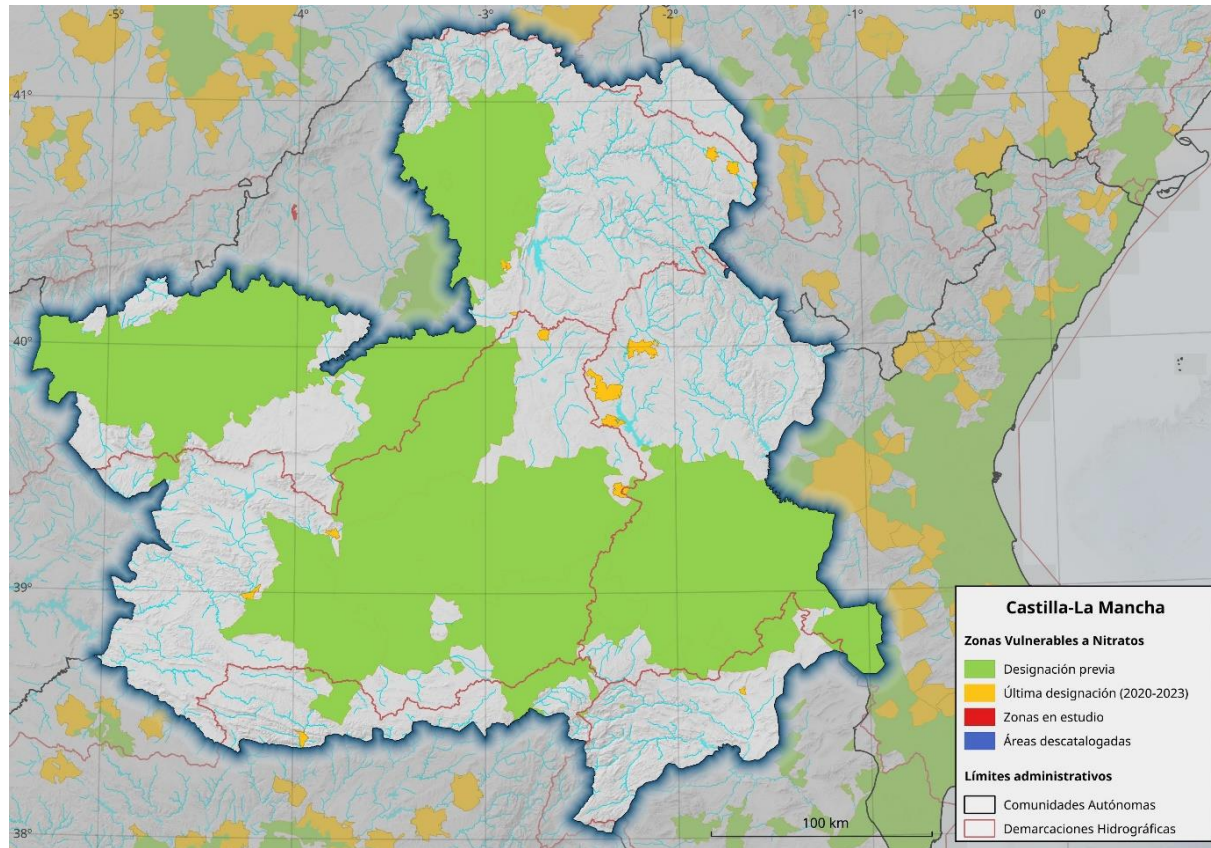 -5°
-4°
-3°
-2°
-1°
0°
41°
40°
39°
38°
Castilla-La Mancha
Zonas Vulnerables a Nitratos
Designación previa
Última designación (2020-2023)
Zonas en estudio
Áreas descatalogadas
Límites administrativos
Comunidades Autónomas
Demarcaciones Hidrográficas
100 km